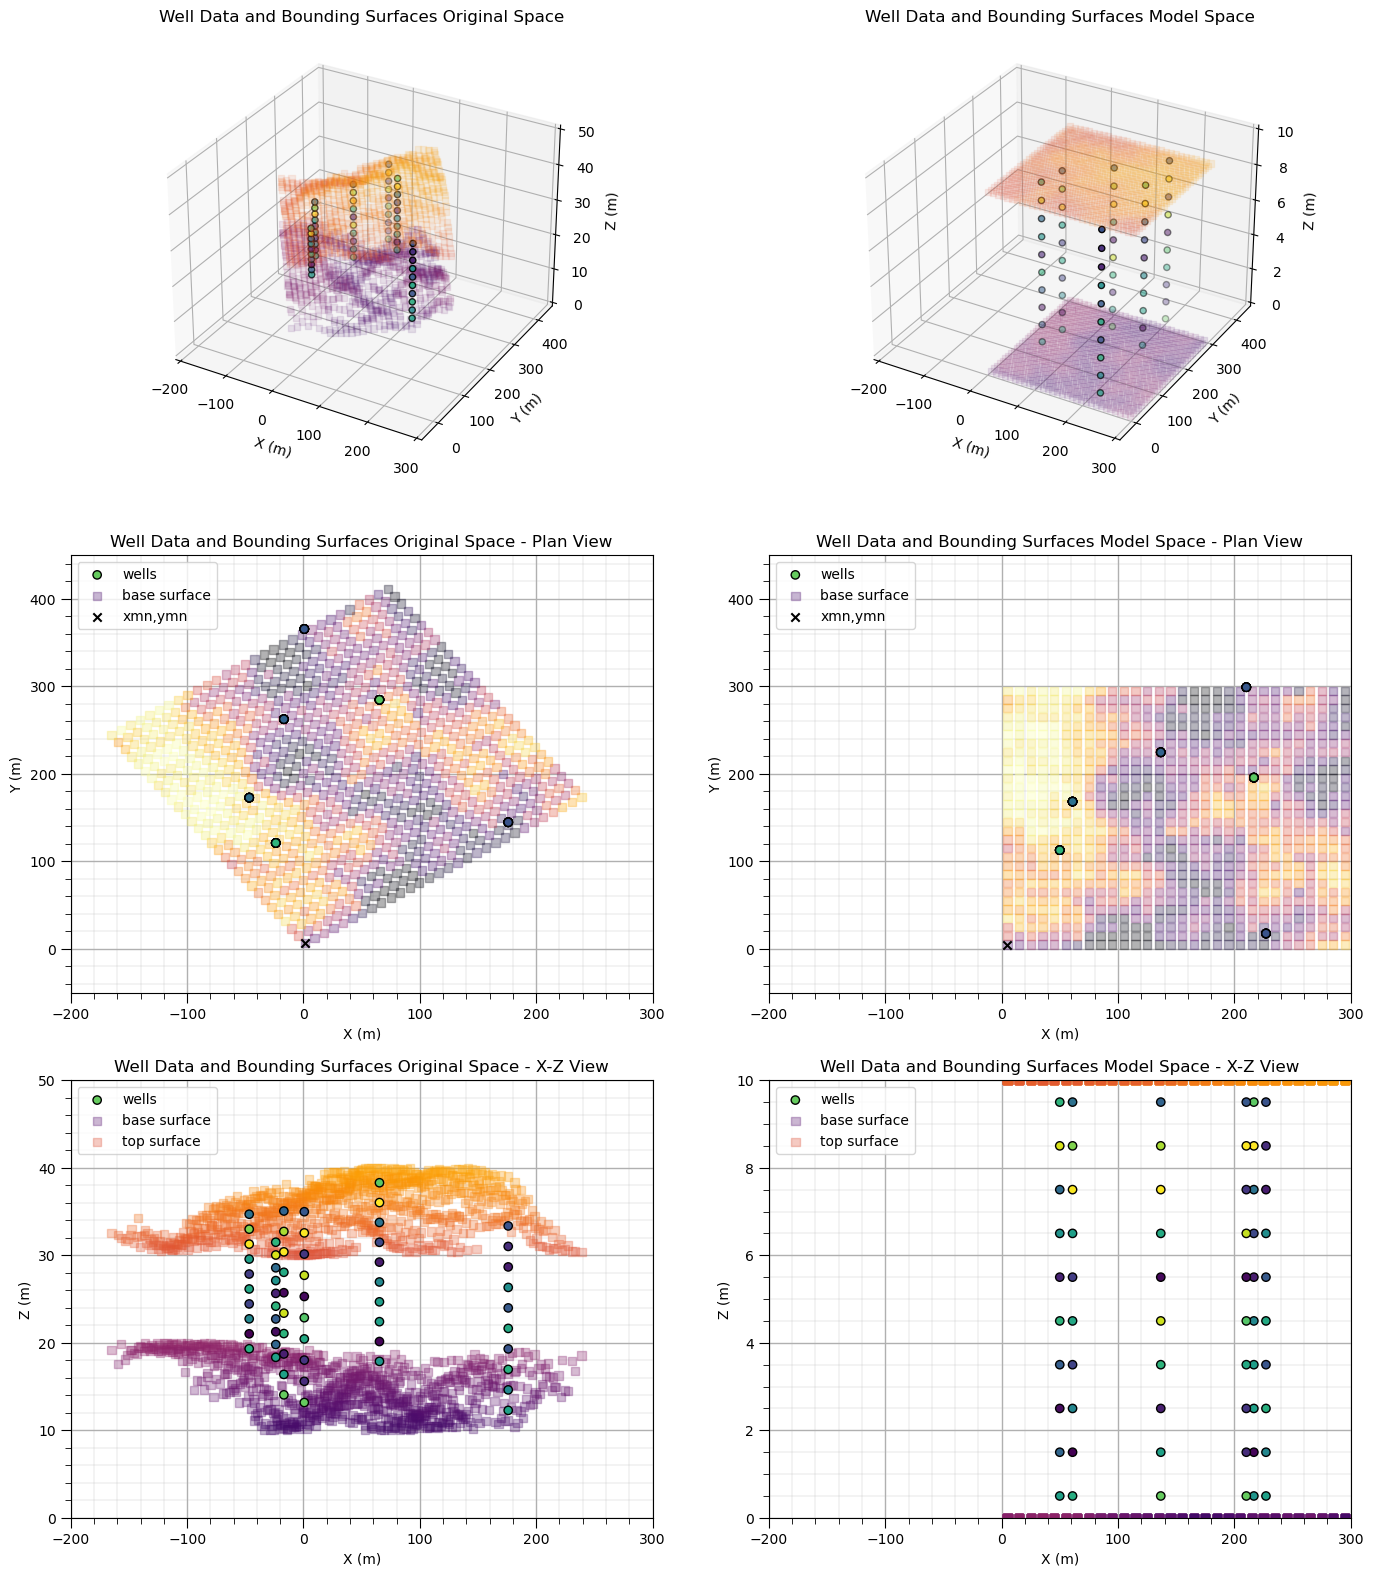 Well Data and Bounding Surfaces Original Space
50
40
30
20
10
0
Z (m)
−200
−100
0
100
200
300
X (m)
0
100
200
300
400
Y (m)
Well Data and Bounding Surfaces Model Space
10
8
6
4
2
0
Z (m)
−200
−100
0
100
200
300
X (m)
0
100
200
300
400
Y (m)
Well Data and Bounding Surfaces Original Space - Plan View
wells
base surface
xmn,ymn
400
300
200
100
0
Y (m)
−200 −100 0 100 200 300
X (m)
Well Data and Bounding Surfaces Model Space - Plan View
wells
base surface
xmn,ymn
400
300
200
100
0
Y (m)
−200 −100 0 100 200 300
X (m)
Well Data and Bounding Surfaces Original Space - X-Z View
wells
base surface
top surface
50
40
30
20
10
0
Z (m)
−200 −100 0 100 200 300
X (m)
Well Data and Bounding Surfaces Model Space - X-Z View
wells
base surface
top surface
10
8
6
4
2
0
Z (m)
−200 −100 0 100 200 300
X (m)